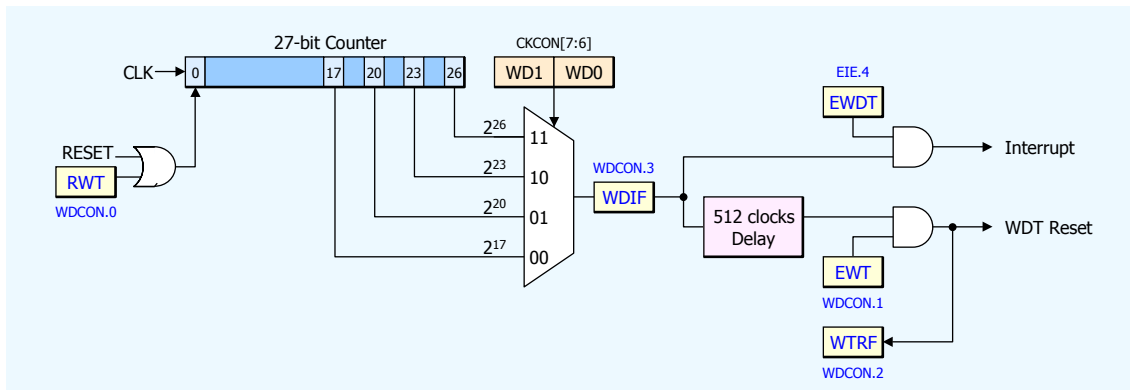 27-bit Counter
CKCON[7:6]
CLK
0
17
20
23
26
WD1
WD0
EIE.4
EWDT
2²⁶
11
RESET
Interrupt
RWT
2²³
10
WDCON.3
WDCON.0
WDIF
2²⁰
01
512 clocks
Delay
WDT Reset
2¹⁷
00
EWT
WDCON.1
WTRF
WDCON.2